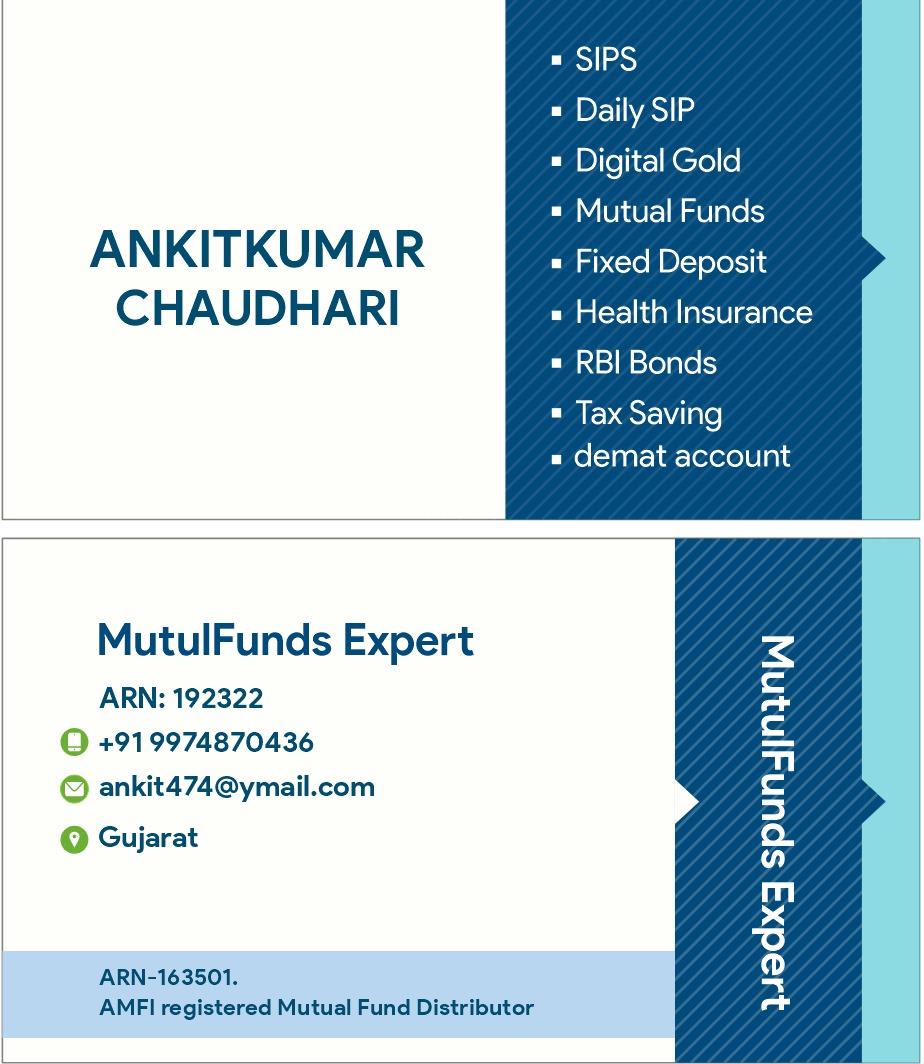 ANKITKUMAR
CHAUDHARI
SIPS
Daily SIP
Digital Gold
Mutual Funds
Fixed Deposit
Health Insurance
RBI Bonds
Tax Saving
demat account
MutulFunds Expert
ARN: 192322
+91 9974870436
ankit474@ymail.com
Gujarat
ARN-163501.
AMFI registered Mutual Fund Distributor
MutulFunds Expert